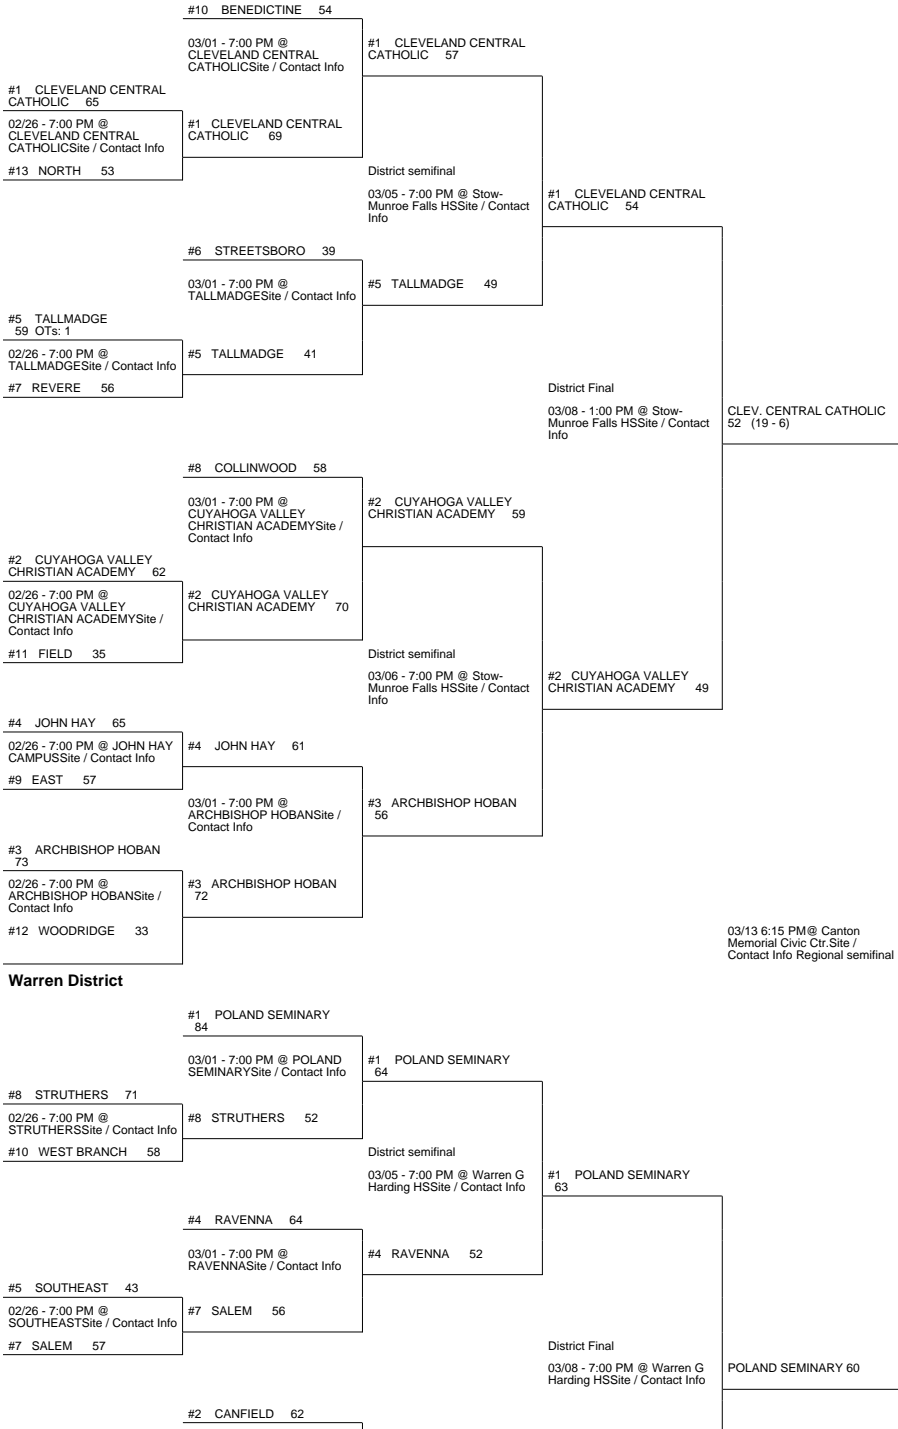 #10 BENEDICTINE 54
03/01 - 7:00 PM @
CLEVELAND CENTRAL
CATHOLICSite / Contact Info
#1 CLEVELAND CENTRAL
CATHOLIC 57
#1 CLEVELAND CENTRAL
CATHOLIC 65
02/26 - 7:00 PM @
CLEVELAND CENTRAL
CATHOLICSite / Contact Info
#1 CLEVELAND CENTRAL
CATHOLIC 69
#13 NORTH 53
District semifinal
03/05 - 7:00 PM @ Stow-
Munroe Falls HSSite / Contact
Info
#1 CLEVELAND CENTRAL
CATHOLIC 54
#6 STREETSBORO 39
03/01 - 7:00 PM @
TALLMADGESite / Contact Info
#5 TALLMADGE 49
#5 TALLMADGE
59 OTs: 1
02/26 - 7:00 PM @
TALLMADGESite / Contact Info
#5 TALLMADGE 41
#7 REVERE 56
District Final
03/08 - 1:00 PM @ Stow-
Munroe Falls HSSite / Contact
Info
CLEV. CENTRAL CATHOLIC
52 (19 - 6)
#8 COLLINWOOD 58
03/01 - 7:00 PM @
CUYAHOGA VALLEY
CHRISTIAN ACADEMYSite /
Contact Info
#2 CUYAHOGA VALLEY
CHRISTIAN ACADEMY 59
#2 CUYAHOGA VALLEY
CHRISTIAN ACADEMY 62
02/26 - 7:00 PM @
CUYAHOGA VALLEY
CHRISTIAN ACADEMYSite /
Contact Info
#2 CUYAHOGA VALLEY
CHRISTIAN ACADEMY 70
#11 FIELD 35
District semifinal
03/06 - 7:00 PM @ Stow-
Munroe Falls HSSite / Contact
Info
#2 CUYAHOGA VALLEY
CHRISTIAN ACADEMY 49
#4 JOHN HAY 65
02/26 - 7:00 PM @ JOHN HAY
CAMPUSSite / Contact Info
#4 JOHN HAY 61
#9 EAST 57
03/01 - 7:00 PM @
ARCHBISHOP HOBANSite /
Contact Info
#3 ARCHBISHOP HOBAN
56
#3 ARCHBISHOP HOBAN
73
02/26 - 7:00 PM @
ARCHBISHOP HOBANSite /
Contact Info
#3 ARCHBISHOP HOBAN
72
#12 WOODRIDGE 33
03/13 6:15 PM@ Canton
Memorial Civic Ctr.Site /
Contact Info Regional semifinal
Warren District
#1 POLAND SEMINARY
84
03/01 - 7:00 PM @ POLAND
SEMINARYSite / Contact Info
#1 POLAND SEMINARY
64
#8 STRUTHERS 71
02/26 - 7:00 PM @
STRUTHERSSite / Contact Info
#8 STRUTHERS 52
#10 WEST BRANCH 58
District semifinal
03/05 - 7:00 PM @ Warren G
Harding HSSite / Contact Info
#1 POLAND SEMINARY
63
#4 RAVENNA 64
03/01 - 7:00 PM @
RAVENNASite / Contact Info
#4 RAVENNA 52
#5 SOUTHEAST 43
02/26 - 7:00 PM @
SOUTHEASTSite / Contact Info
#7 SALEM 56
#7 SALEM 57
District Final
03/08 - 7:00 PM @ Warren G
Harding HSSite / Contact Info
POLAND SEMINARY 60
#2 CANFIELD 62